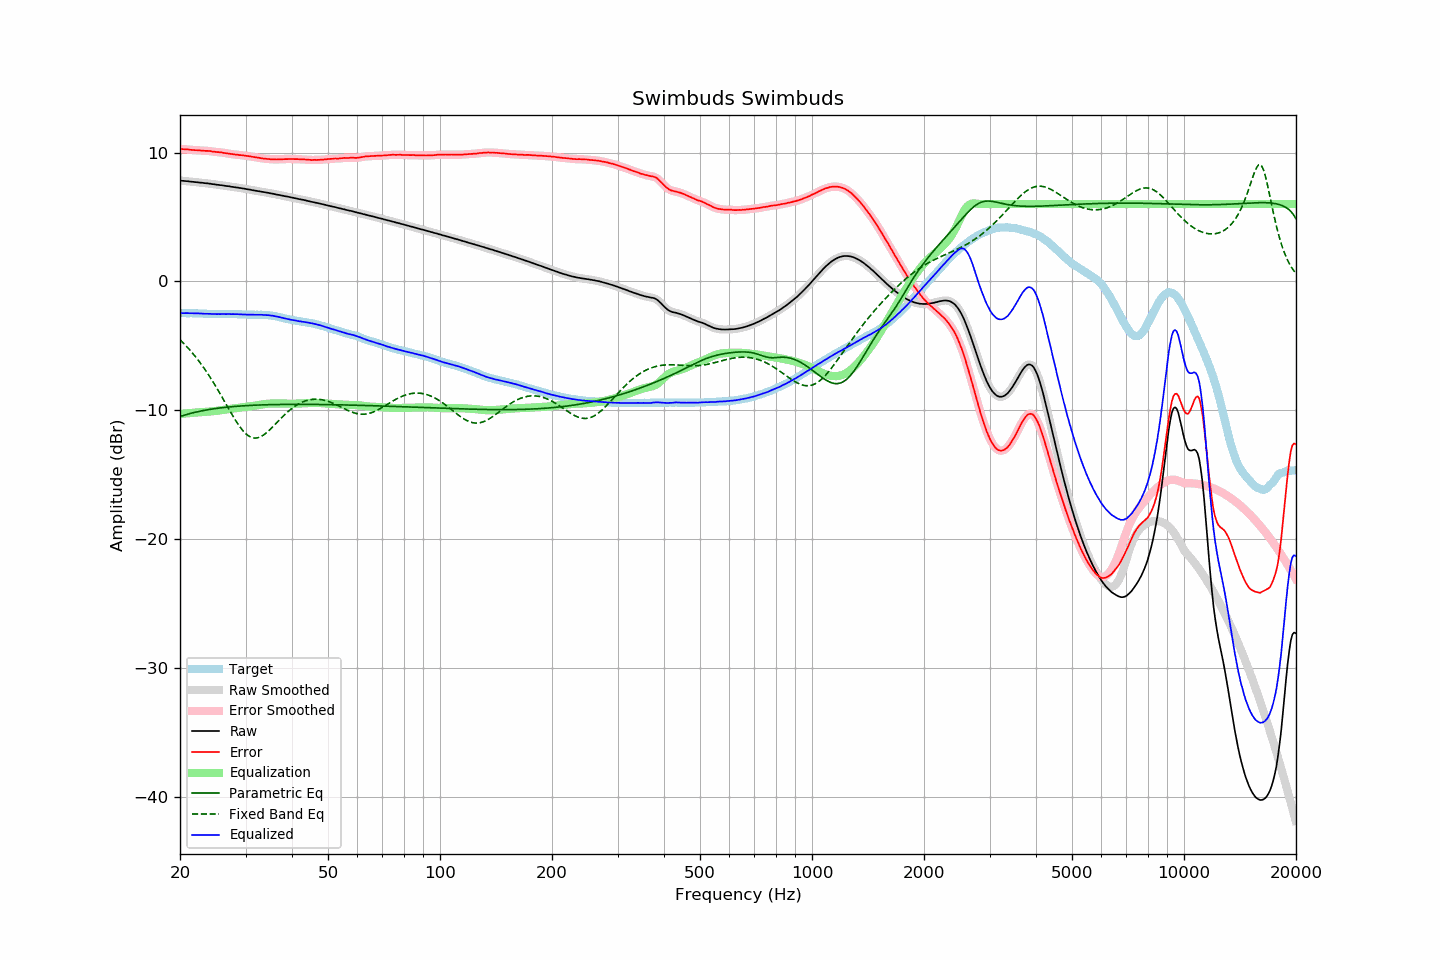 Swimbuds Swimbuds
Amplitude (dBr)
10
0
−10
−20
−30
−40
Target
Raw Smoothed
Error Smoothed
Raw
Error
Equalization
Parametric Eq
Fixed Band Eq
Equalized
20 50 100 200 500 1000 2000 5000 10000 20000
Frequency (Hz)